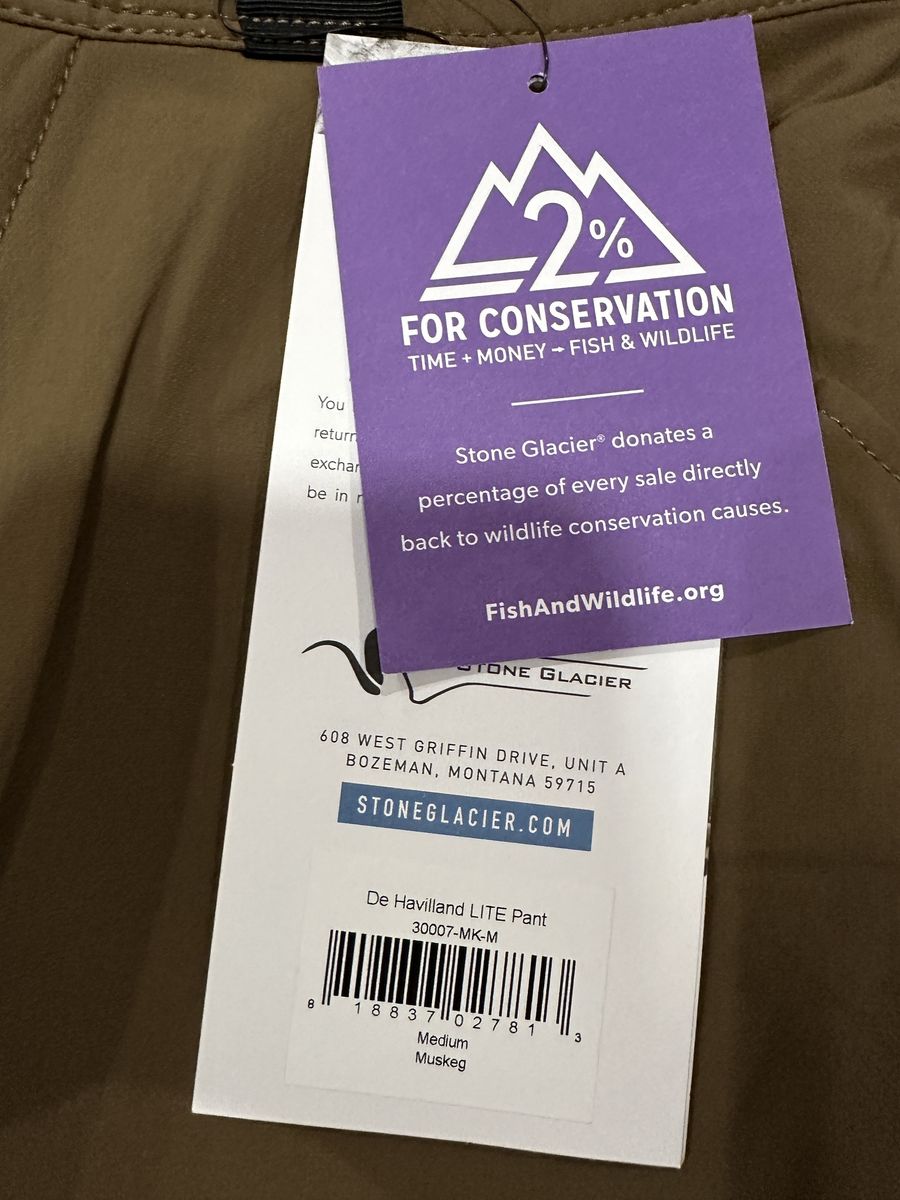 2%
FOR CONSERVATION
TIME + MONEY → FISH & WILDLIFE
Stone Glacier® donates a
percentage of every sale directly
back to wildlife conservation causes.
FishAndWildlife.org
You
return
be in
STONE GLACIER
608 WEST GRIFFIN DRIVE, UNIT A
BOZEMAN, MONTANA 59715
STONEGLACIER.COM
De Havilland LITE Pant
30007-MK-M
8 18837 02781 3
Medium
Muskeg